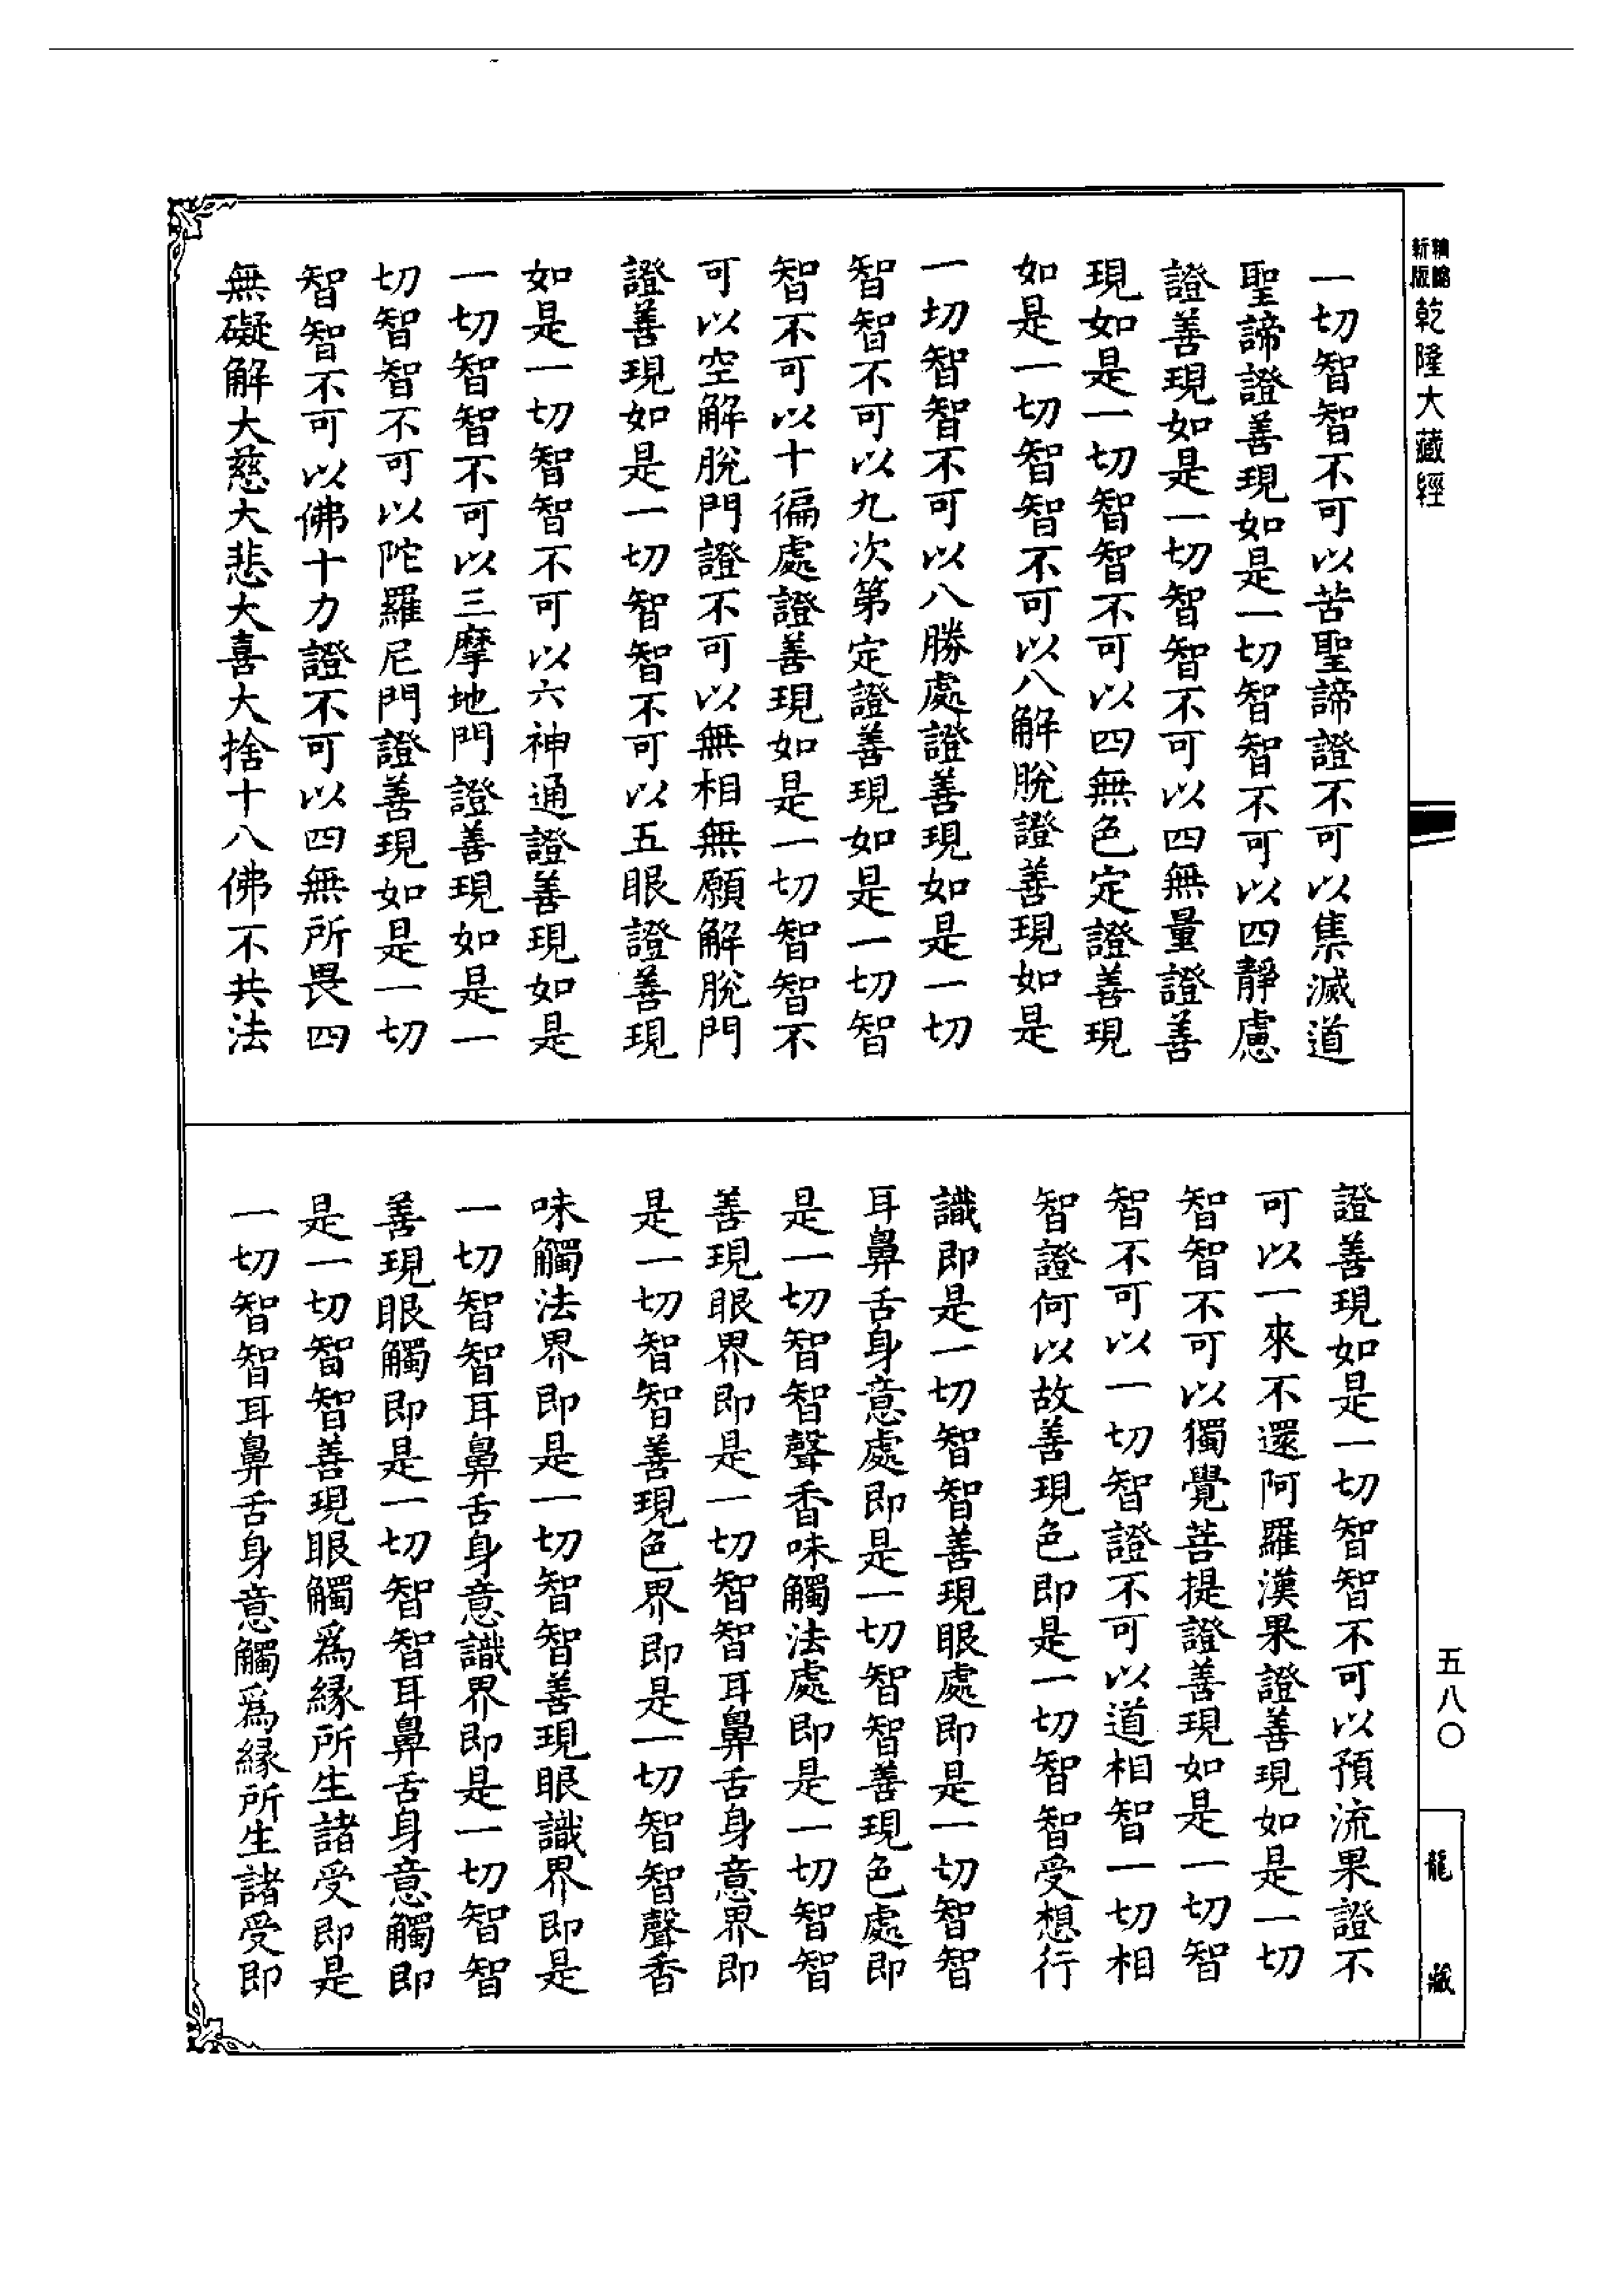 精縮
新版
乾隆大藏經
一切智智不可以苦聖諦證不可以集滅道
聖諦證善現如是一切智智不可以四靜慮
證善現如是一切智智不可以四無量證善
現如是一切智智不可以四無色定證善現
如是一切智智不可以八解脫證善現如是
一切智智不可以八勝處證善現如是一切
智智不可以九次第定證善現如是一切智
智不可以十徧處證善現如是一切智智不
可以空解脫門證不可以無相無願解脫門
證善現如是一切智智不可以五眼證善現
如是一切智智不可以六神通證善現如是
一切智智不可以三摩地門證善現如是一
切智智不可以陀羅尼門證善現如是一切
智智不可以佛十力證不可以四無所畏四
無礙解大慈大悲大喜大捨十八佛不共法
證善現如是一切智智不可以預流果證不
可以一來不還阿羅漢果證善現如是一切
智智不可以獨覺菩提證善現如是一切智
智不可以一切智證不可以道相智一切相
智證何以故善現色即是一切智智受想行
識即是一切智智善現眼處即是一切智智
耳鼻舌身意處即是一切智智善現色處即
是一切智智聲香味觸法處即是一切智智
善現眼界即是一切智智耳鼻舌身意界即
是一切智智善現色界即是一切智智聲香
味觸法界即是一切智智善現眼識界即是
一切智智耳鼻舌身意識界即是一切智智
善現眼觸即是一切智智耳鼻舌身意觸即
是一切智智善現眼觸爲緣所生諸受即是
一切智智耳鼻舌身意觸爲緣所生諸受即
五八〇
龍藏